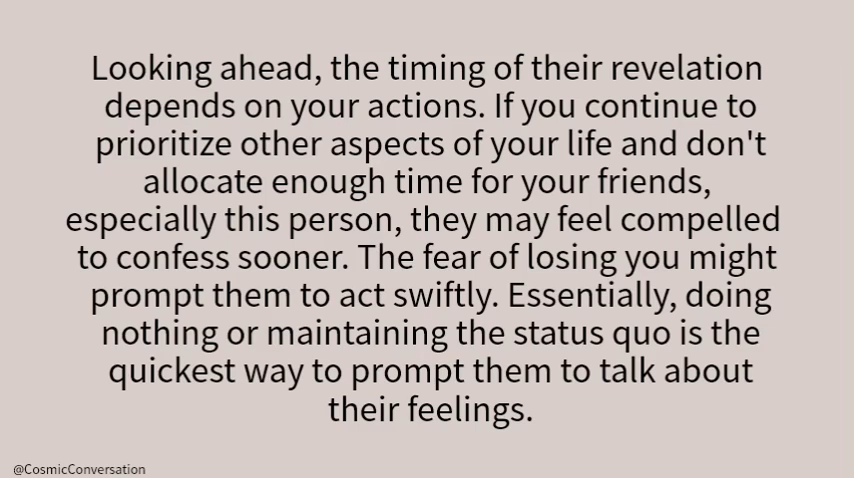 Looking ahead, the timing of their revelation
depends on your actions. If you continue to
prioritize other aspects of your life and don't
allocate enough time for your friends,
especially this person, they may feel compelled
to confess sooner. The fear of losing you might
prompt them to act swiftly. Essentially, doing
nothing or maintaining the status quo is the
quickest way to prompt them to talk about
their feelings.
@CosmicConversation